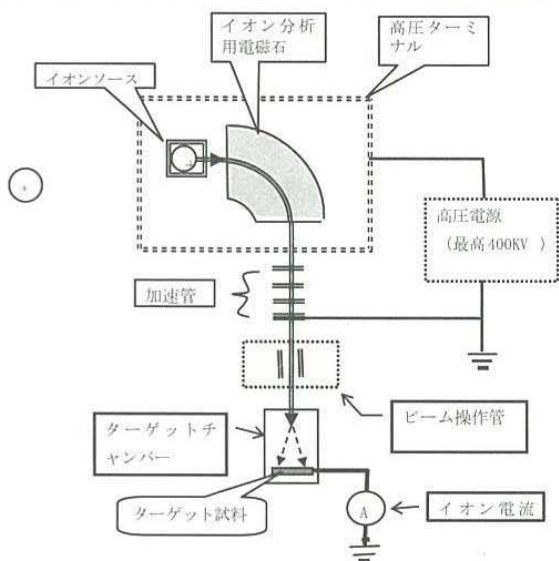 イオン分析
用電磁石
高圧ターミ
ナル
イオンソース
+
高圧電源
(最高400KV )
加速管
ターゲットチ
ャンバー
ビーム操作管
ターゲット試料
A
イオン電流